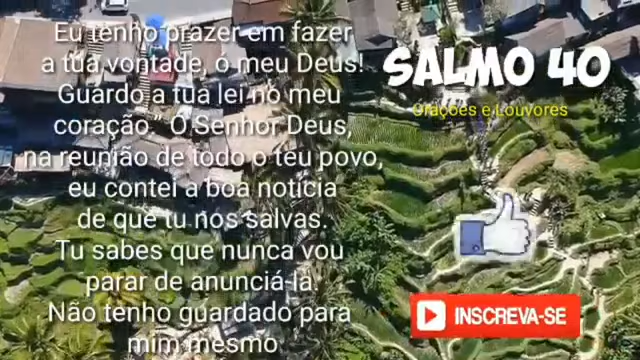 Eu tenho prazer em fazer
a tua vontade, ó meu Deus!
Guardo a tua lei no meu
coração." Ó Senhor Deus,
na reunião de todo o teu povo,
eu contei a boa notícia
de que tu nos salvas.
Tu sabes que nunca vou
parar de anunciá-la.
Não tenho guardado para
mim mesmo
SALMO 40
Orações e Louvores
INSCREVA-SE